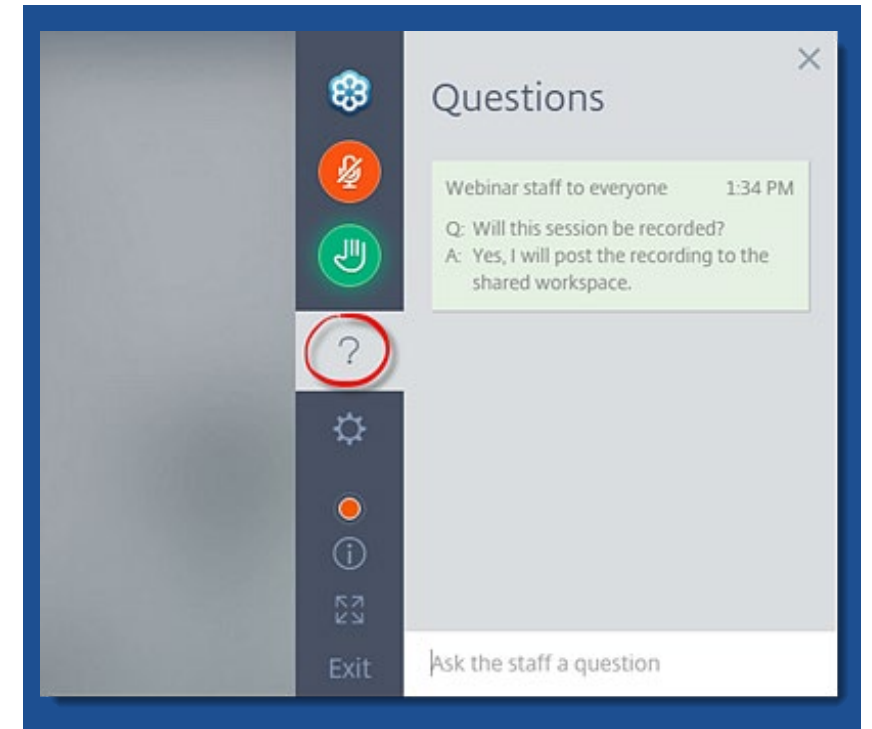 Questions
Webinar staff to everyone 1:34 PM
Q: Will this session be recorded?
A: Yes, I will post the recording to the
shared workspace.
?
Exit
Ask the staff a question